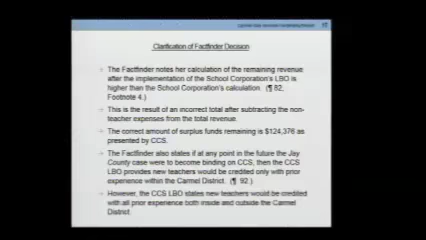 Clarification of Factfinder Decision
The Factfinder notes her calculation of the remaining revenue
after the implementation of the School Corporation's LBO is
higher than the School Corporation's calculation. (¶ 82,
Footnote 4.)
This is the result of an incorrect total after subtracting the non-
teacher expenses from the total revenue.
The correct amount of surplus funds remaining is $124,376 as
presented by CCS.
The Factfinder also states if at any point in the future the Jay
County case were to become binding on CCS, then the CCS
LBO provides new teachers would be credited only with prior
experience within the Carmel District. (¶ 92.)
However, the CCS LBO states new teachers would be credited
with all prior experience both inside and outside the Carmel
District.